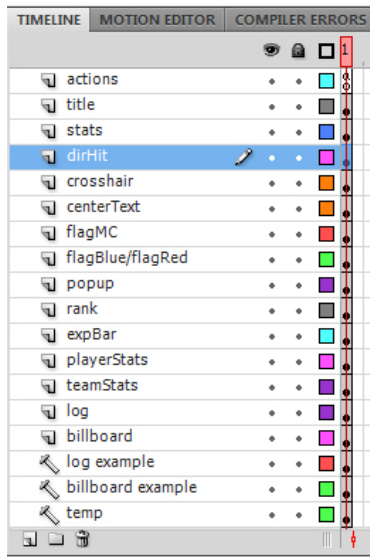 TIMELINE MOTION EDITOR COMPILER ERRORS
1
actions
title
stats
dirHit
crosshair
centerText
flagMC
flagBlue/flagRed
popup
rank
expBar
playerStats
teamStats
log
billboard
log example
billboard example
temp